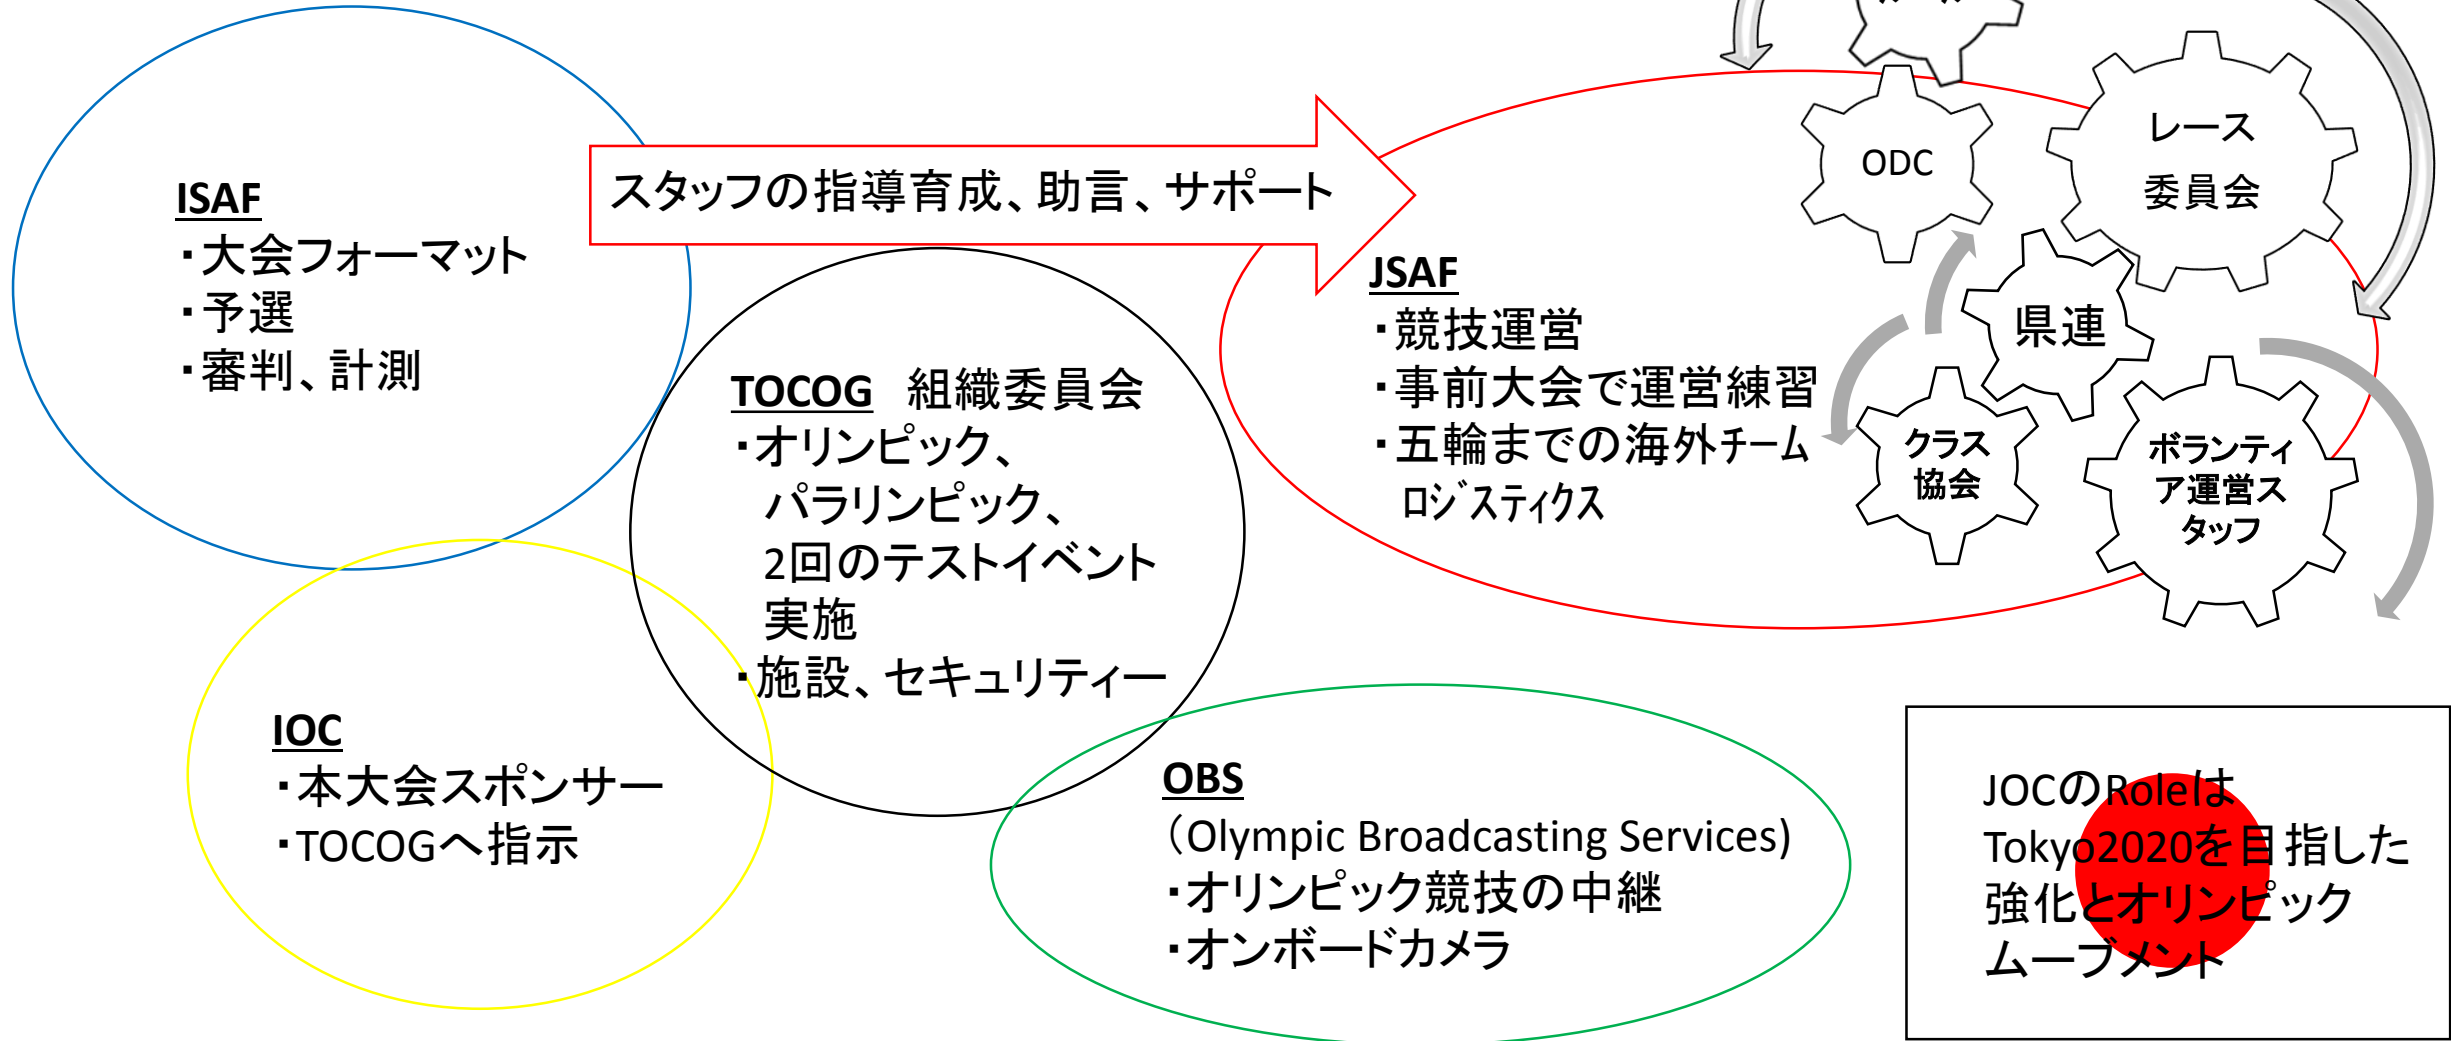 ISAF
・大会フォーマット
・予選
・審判、計測
スタッフの指導育成、助言、サポート
TOCOG 組織委員会
・オリンピック、
パラリンピック、
2回のテストイベント
実施
・施設、セキュリティー
JSAF
・競技運営
・事前大会で運営練習
・五輪までの海外チーム
ロジスティクス
ODC
レース
委員会
県連
クラス
協会
ボランティ
ア運営ス
タッフ
IOC
・本大会スポンサー
・TOCOGへ指示
OBS
（Olympic Broadcasting Services)
・オリンピック競技の中継
・オンボードカメラ
JOCのRoleは
Tokyo2020を目指した
強化とオリンピック
ムーブメント